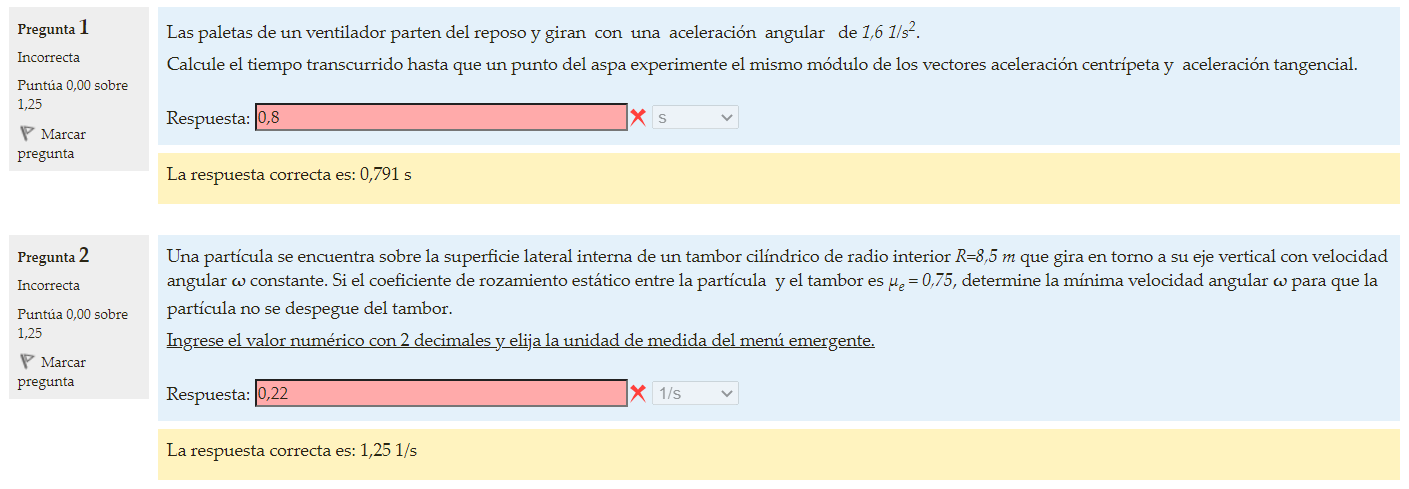 Pregunta 1
Incorrecta
Puntúa 0,00 sobre
1,25
Marcar
pregunta
Las paletas de un ventilador parten del reposo y giran con una aceleración angular de 1,6 1/s².
Calcule el tiempo transcurrido hasta que un punto del aspa experimente el mismo módulo de los vectores aceleración centrípeta y aceleración tangencial.
Respuesta: 0,8 s
La respuesta correcta es: 0,791 s
Pregunta 2
Incorrecta
Puntúa 0,00 sobre
1,25
Marcar
pregunta
Una partícula se encuentra sobre la superficie lateral interna de un tambor cilíndrico de radio interior R=8,5 m que gira en torno a su eje vertical con velocidad
angular ω constante. Si el coeficiente de rozamiento estático entre la partícula y el tambor es μₑ = 0,75, determine la mínima velocidad angular ω para que la
partícula no se despegue del tambor.
Ingrese el valor numérico con 2 decimales y elija la unidad de medida del menú emergente.
Respuesta: 0,22 1/s
La respuesta correcta es: 1,25 1/s